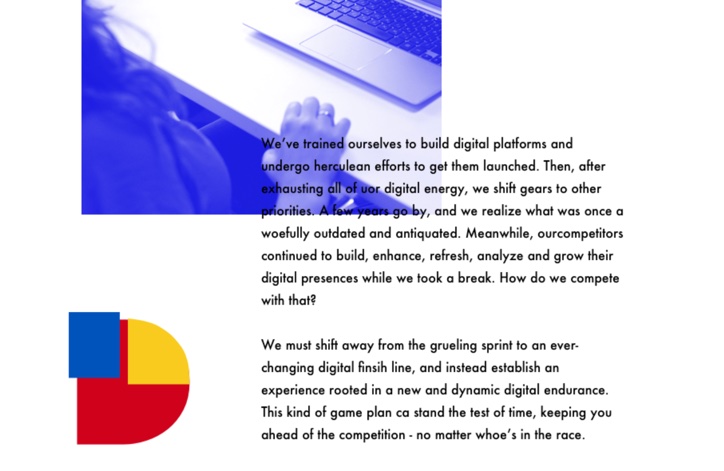 We've trained ourselves to build digital platforms and
undergo herculean efforts to get them launched. Then, after
exhausting all of uor digital energy, we shift gears to other
priorities. A few years go by, and we realize what was once a
woefully outdated and antiquated. Meanwhile, ourcompetitors
continued to build, enhance, refresh, analyze and grow their
digital presences while we took a break. How do we compete
with that?
We must shift away from the grueling sprint to an ever-
changing digital finsih line, and instead establish an
experience rooted in a new and dynamic digital endurance.
This kind of game plan ca stand the test of time, keeping you
ahead of the competition - no matter whoe's in the race.